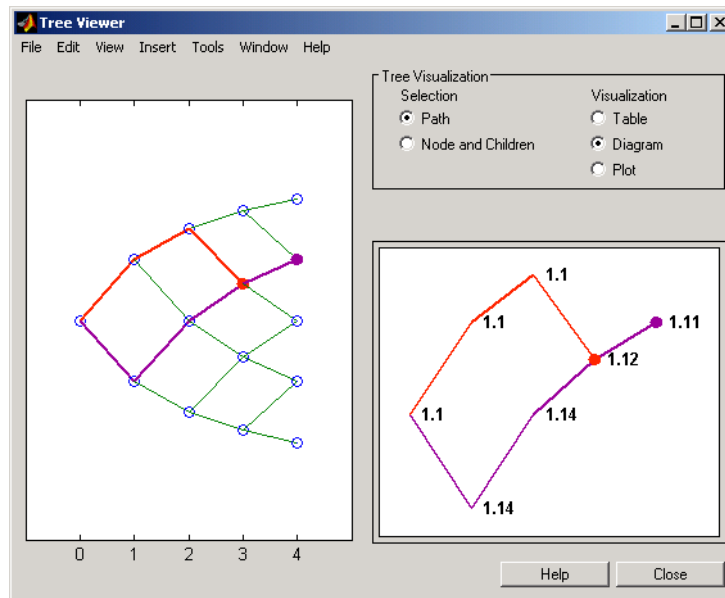 Tree Viewer
File Edit View Insert Tools Window Help
Tree Visualization
Selection
Path
Node and Children
Visualization
Table
Diagram
Plot
0 1 2 3 4
1.1
1.1
1.11
1.12
1.1
1.14
1.14
Help
Close